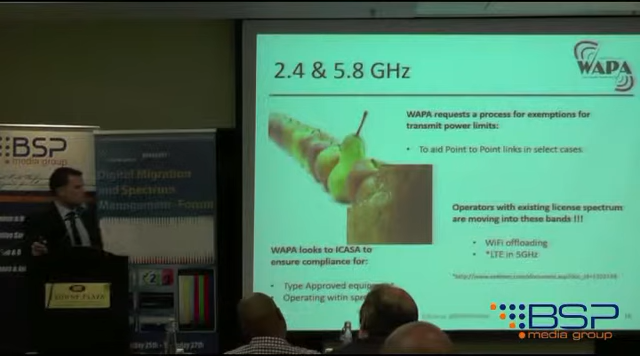 2.4 & 5.8 GHz
WAPA
WAPA requests a process for exemptions for
transmit power limits:
• To aid Point to Point links in select cases.
Operators with existing license spectrum
are moving into these bands !!!
• WiFi offloading
• *LTE in 5GHz
WAPA looks to ICASA to
ensure compliance for:
• Type Approved
• Operating witin
BSP
media group
Digital Migration
and Spectrum
Management Forum
BSP
media group